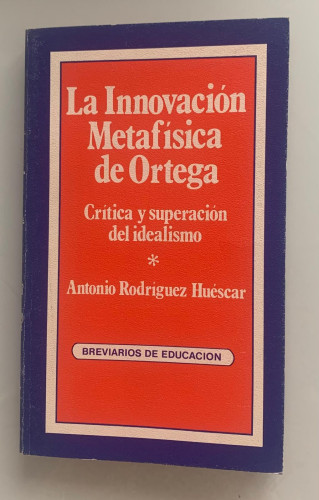 La Innovación
Metafísica
de Ortega
Crítica y superación
del idealismo
*
Antonio Rodríguez Huéscar
BREVIARIOS DE EDUCACION